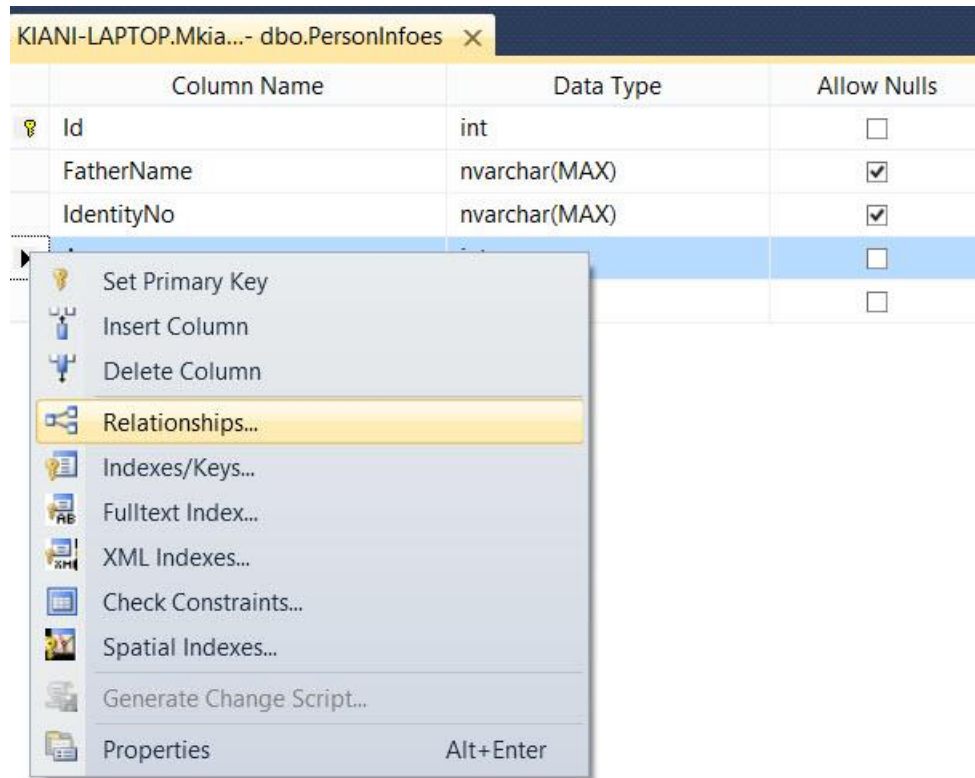 KIANI-LAPTOP.Mkia...- dbo.PersonInfoes
Column Name Data Type Allow Nulls
Id int
FatherName nvarchar(MAX)
IdentityNo nvarchar(MAX)
Set Primary Key
Insert Column
Delete Column
Relationships...
Indexes/Keys...
Fulltext Index...
XML Indexes...
Check Constraints...
Spatial Indexes...
Generate Change Script...
Properties Alt+Enter